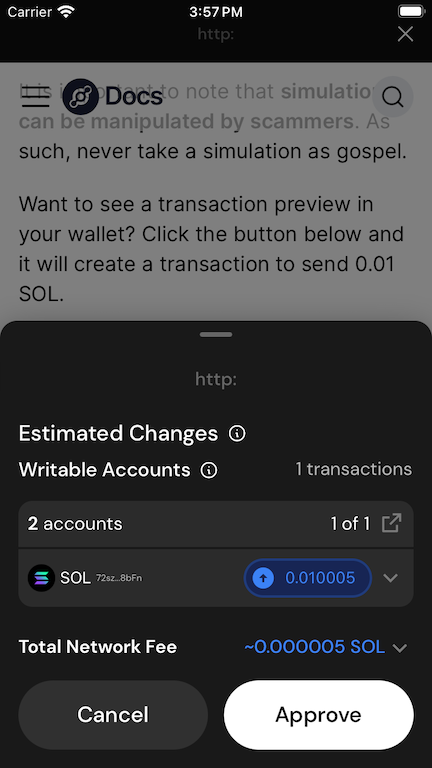 Carrier 3:57 PM
http:
Docs
It is important to note that simulations
can be manipulated by scammers. As
such, never take a simulation as gospel.
Want to see a transaction preview in
your wallet? Click the button below and
it will create a transaction to send 0.01
SOL.
http:
Estimated Changes
Writable Accounts 1 transactions
2 accounts 1 of 1
SOL 72sz...8bFn 0.010005
Total Network Fee ~0.000005 SOL
Cancel Approve